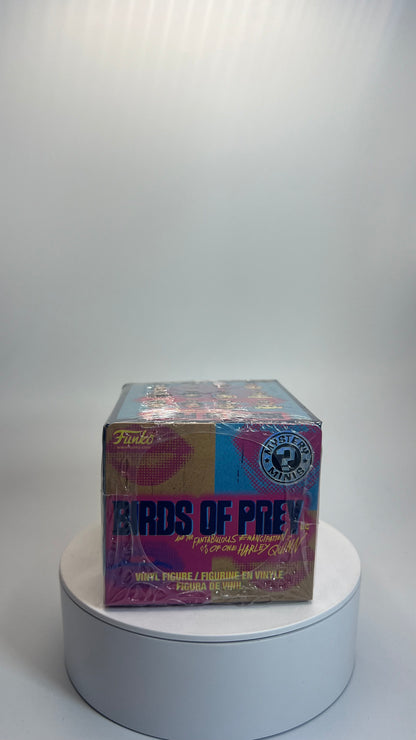 Funko
MYSTERY
?
MINIS
BIRDS OF PREY
AND THE FANTABULOUS EMANCIPATION
OF ONE HARLEY QUINN
VINYL FIGURE / FIGURINE EN VINYLE
FIGURA DE VINIL